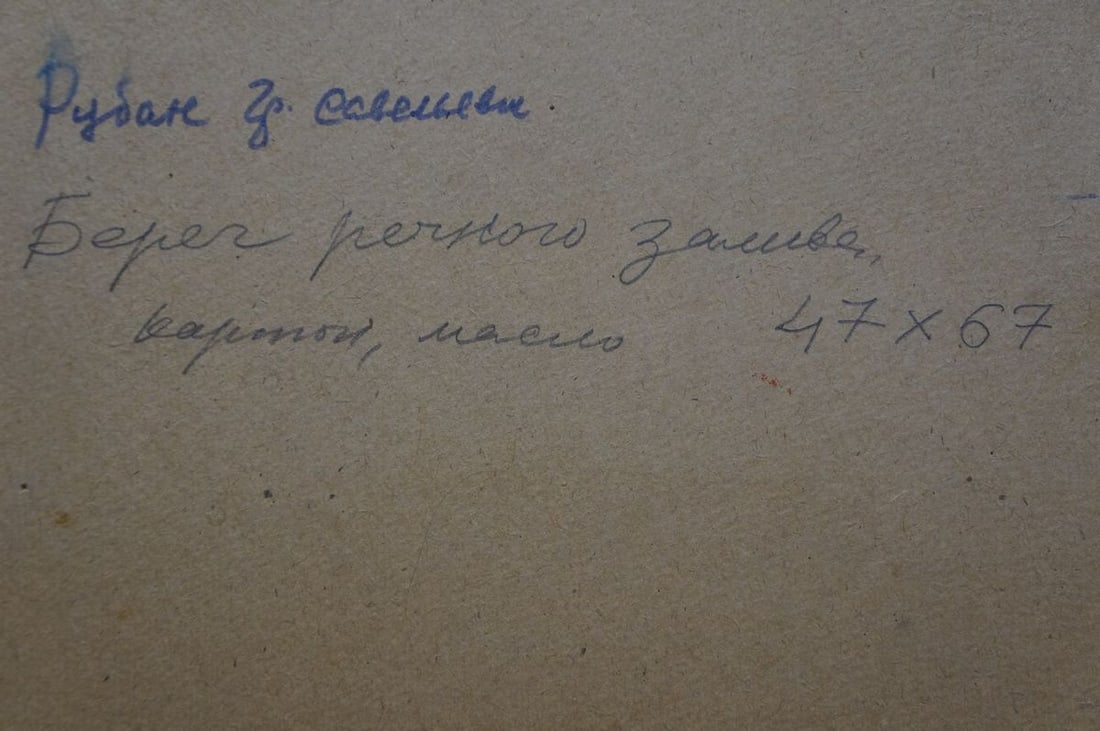 Рубан Гр. Савельевич
Берег речного залива,
картон, масло 47 х 67